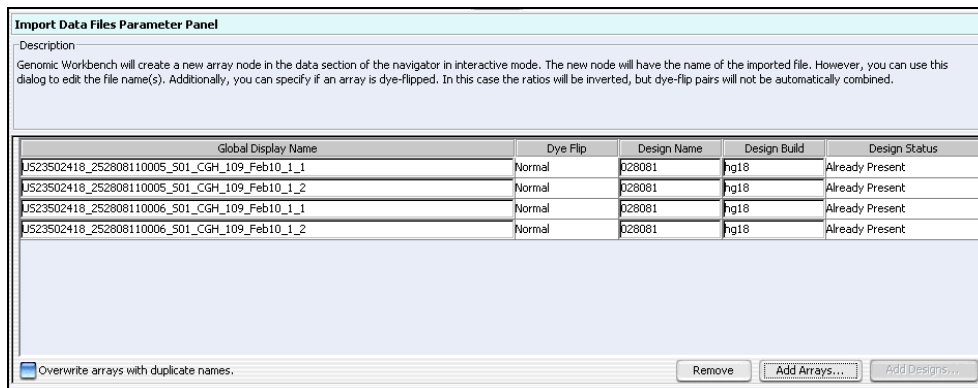 Import Data Files Parameter Panel
Description
Genomic Workbench will create a new array node in the data section of the navigator in interactive mode. The new node will have the name of the imported file. However, you can use this
dialog to edit the file name(s). Additionally, you can specify if an array is dye-flipped. In this case the ratios will be inverted, but dye-flip pairs will not be automatically combined.
Global Display Name Dye Flip Design Name Design Build Design Status
US23502418_252808110005_S01_CGH_109_Feb10_1_1 Normal 028081 hg18 Already Present
US23502418_252808110005_S01_CGH_109_Feb10_1_2 Normal 028081 hg18 Already Present
US23502418_252808110006_S01_CGH_109_Feb10_1_1 Normal 028081 hg18 Already Present
US23502418_252808110006_S01_CGH_109_Feb10_1_2 Normal 028081 hg18 Already Present
Overwrite arrays with duplicate names. Remove Add Arrays... Add Designs...